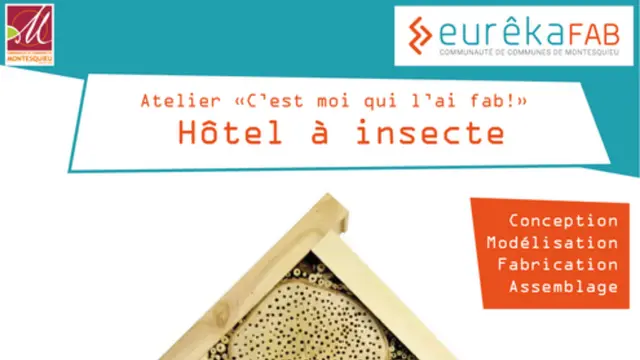 MONTESQUIEU
eurêkaFAB
COMMUNAUTÉ DE COMMUNES DE MONTESQUIEU
Atelier «C'est moi qui l'ai fab!»
Hôtel à insecte
Conception
Modélisation
Fabrication
Assemblage